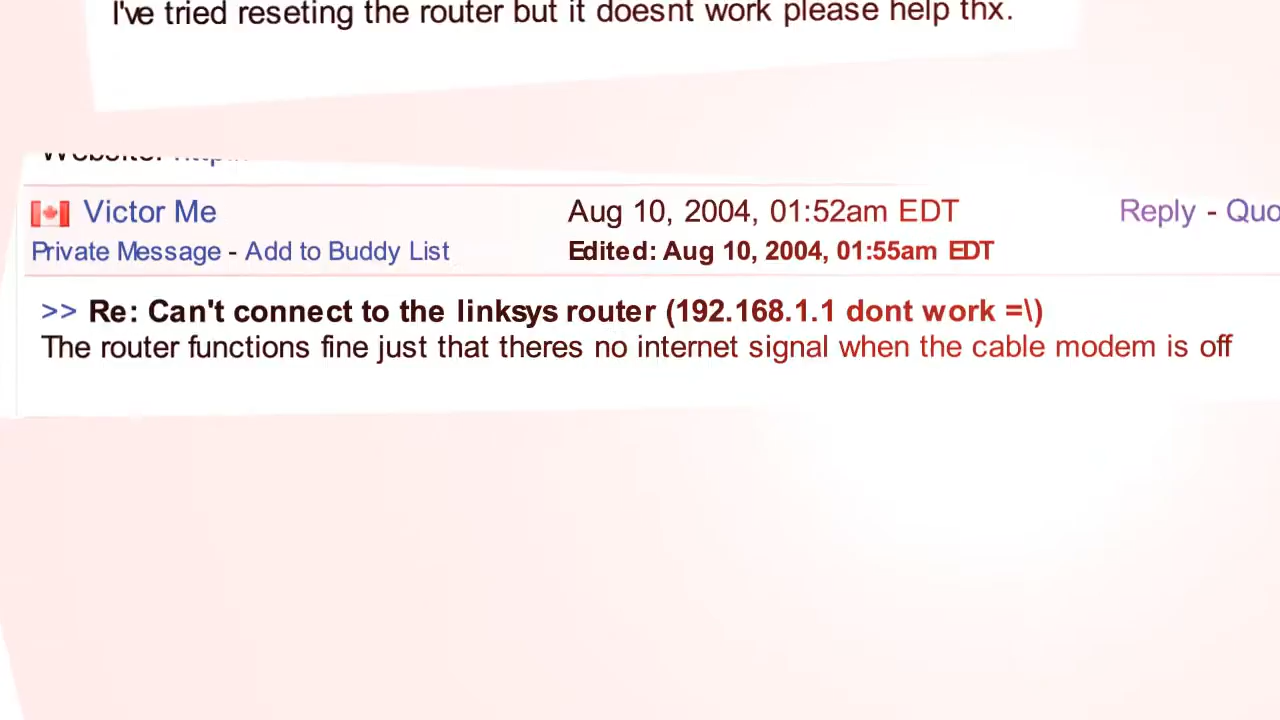 I've tried reseting the router but it doesnt work please help thx.
Website:
Victor Me Aug 10, 2004, 01:52am EDT Reply - Quo
Private Message - Add to Buddy List Edited: Aug 10, 2004, 01:55am EDT
>> Re: Can't connect to the linksys router (192.168.1.1 dont work =\)
The router functions fine just that theres no internet signal when the cable modem is off